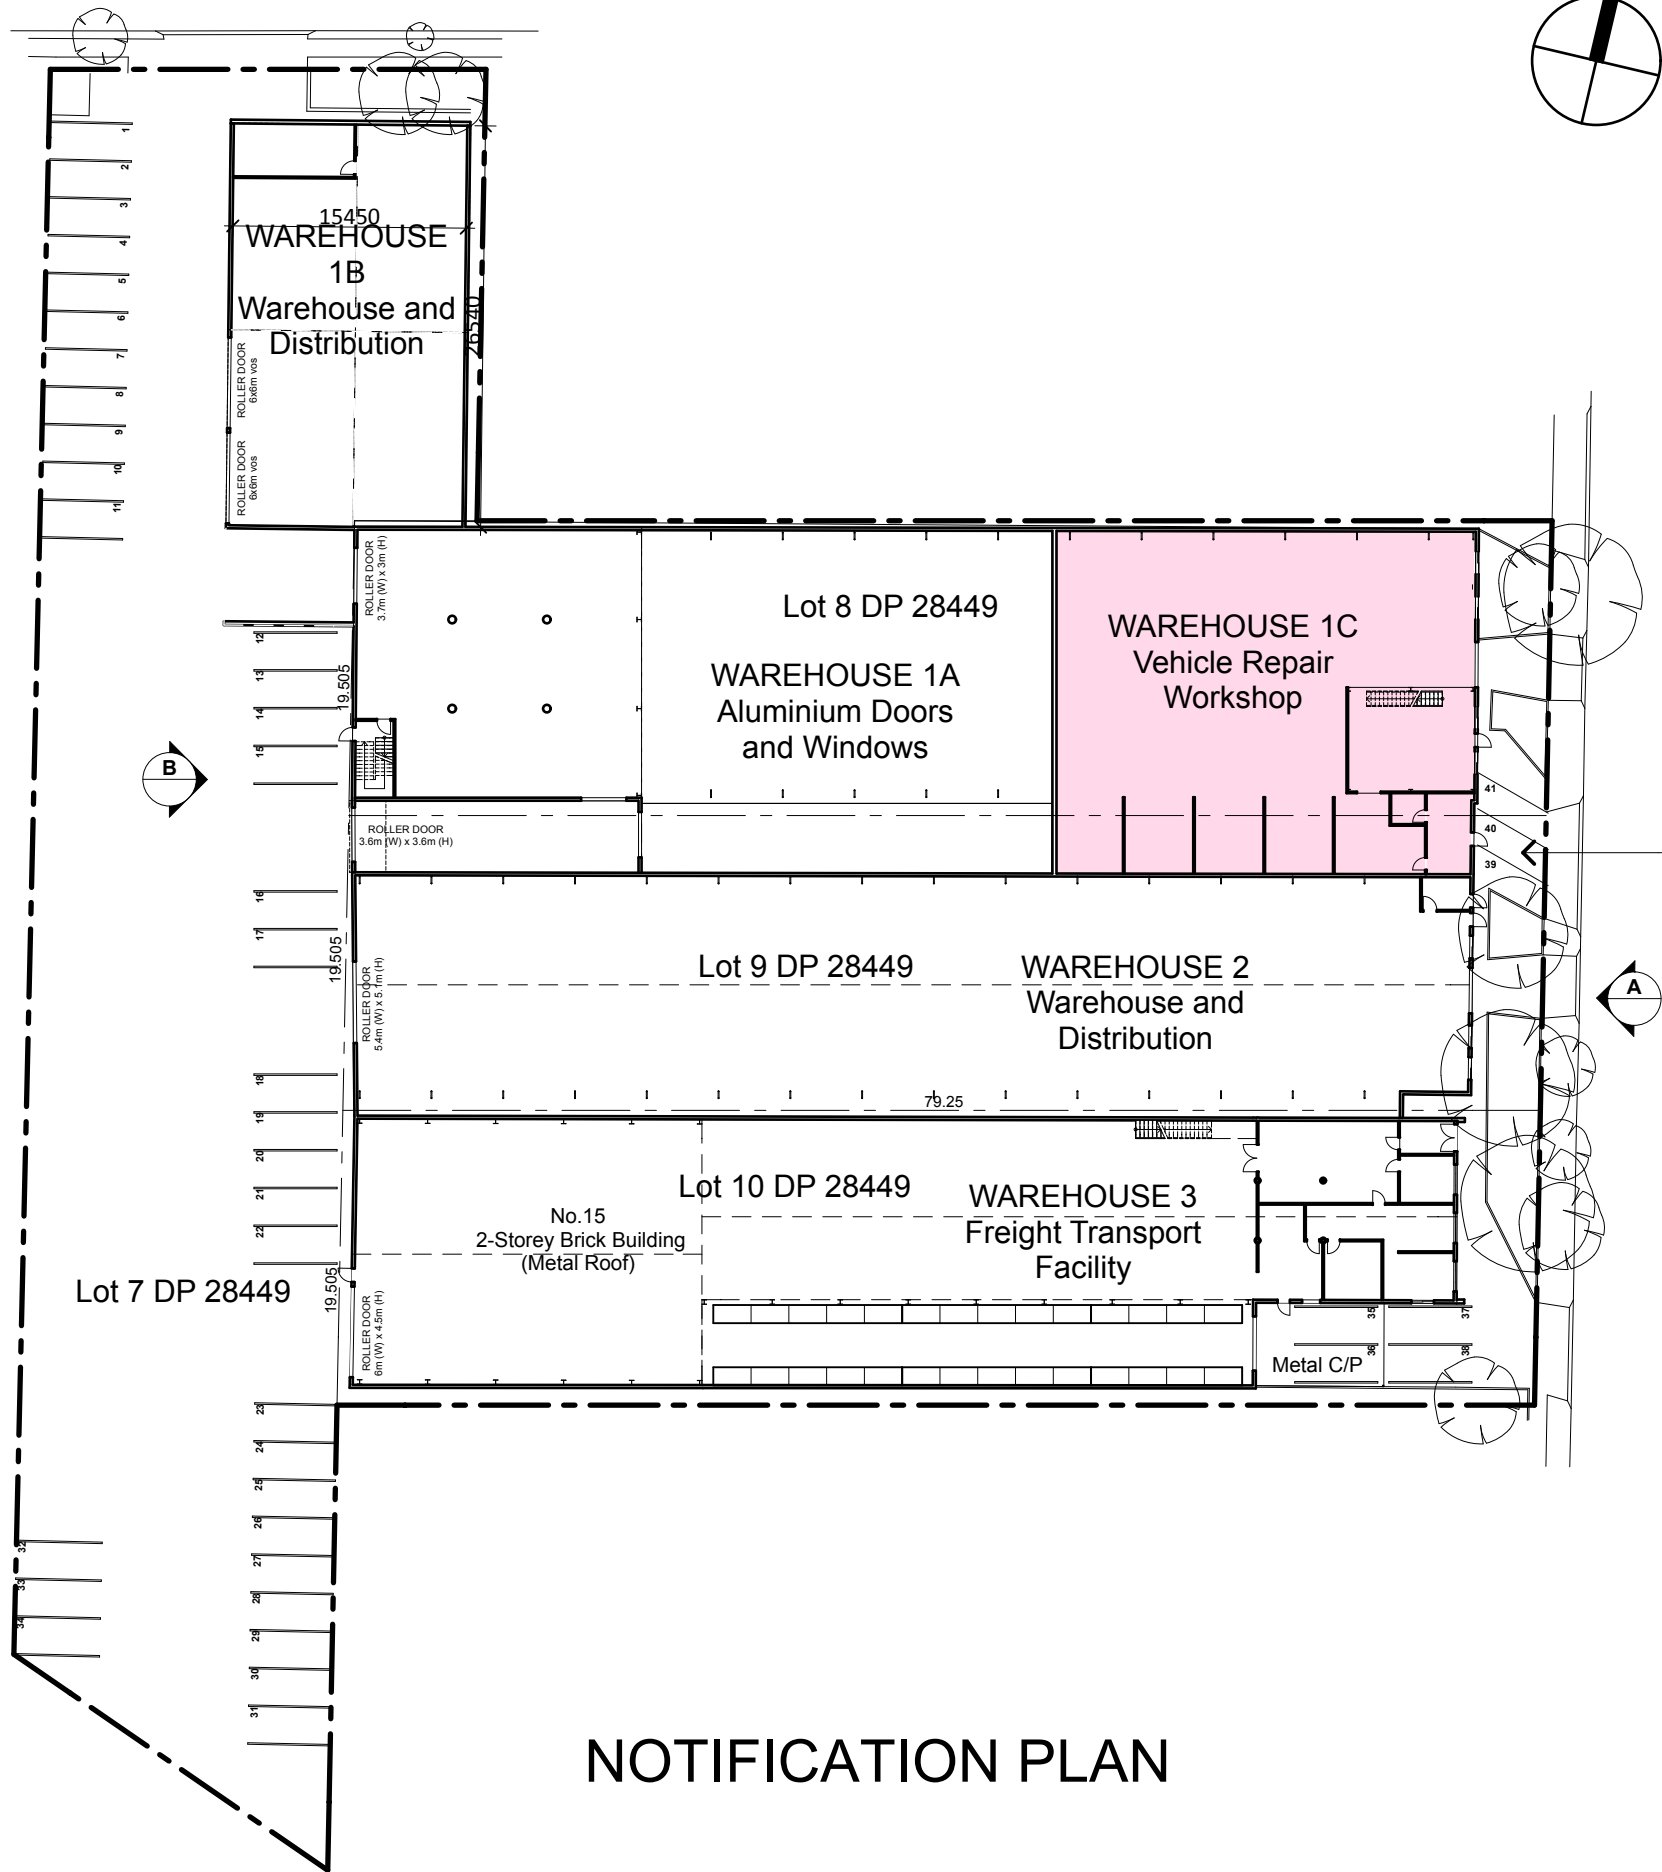 1
2
3
4
5
6
7
8
9
10
11
15450
WAREHOUSE
1B
Warehouse and
Distribution
26540
ROLLER DOOR
6x6m vos
ROLLER DOOR
6x6m vos
ROLLER DOOR
3.7m (W) x 3m (H)
Lot 8 DP 28449
WAREHOUSE 1A
Aluminium Doors
and Windows
WAREHOUSE 1C
Vehicle Repair
Workshop
12
13
14
15
19.505
B
ROLLER DOOR
3.6m (W) x 3.6m (H)
41
40
39
16
17
19.505
ROLLER DOOR
5.4m (W) x 5.1m (H)
Lot 9 DP 28449
WAREHOUSE 2
Warehouse and
Distribution
A
18
19
20
21
22
79.25
Lot 10 DP 28449
No.15
2-Storey Brick Building
(Metal Roof)
WAREHOUSE 3
Freight Transport
Facility
Lot 7 DP 28449
19.505
ROLLER DOOR
6m (W) x 4.5m (H)
35
37
36
38
Metal C/P
23
24
25
26
27
28
29
30
31
32
33
34
NOTIFICATION PLAN